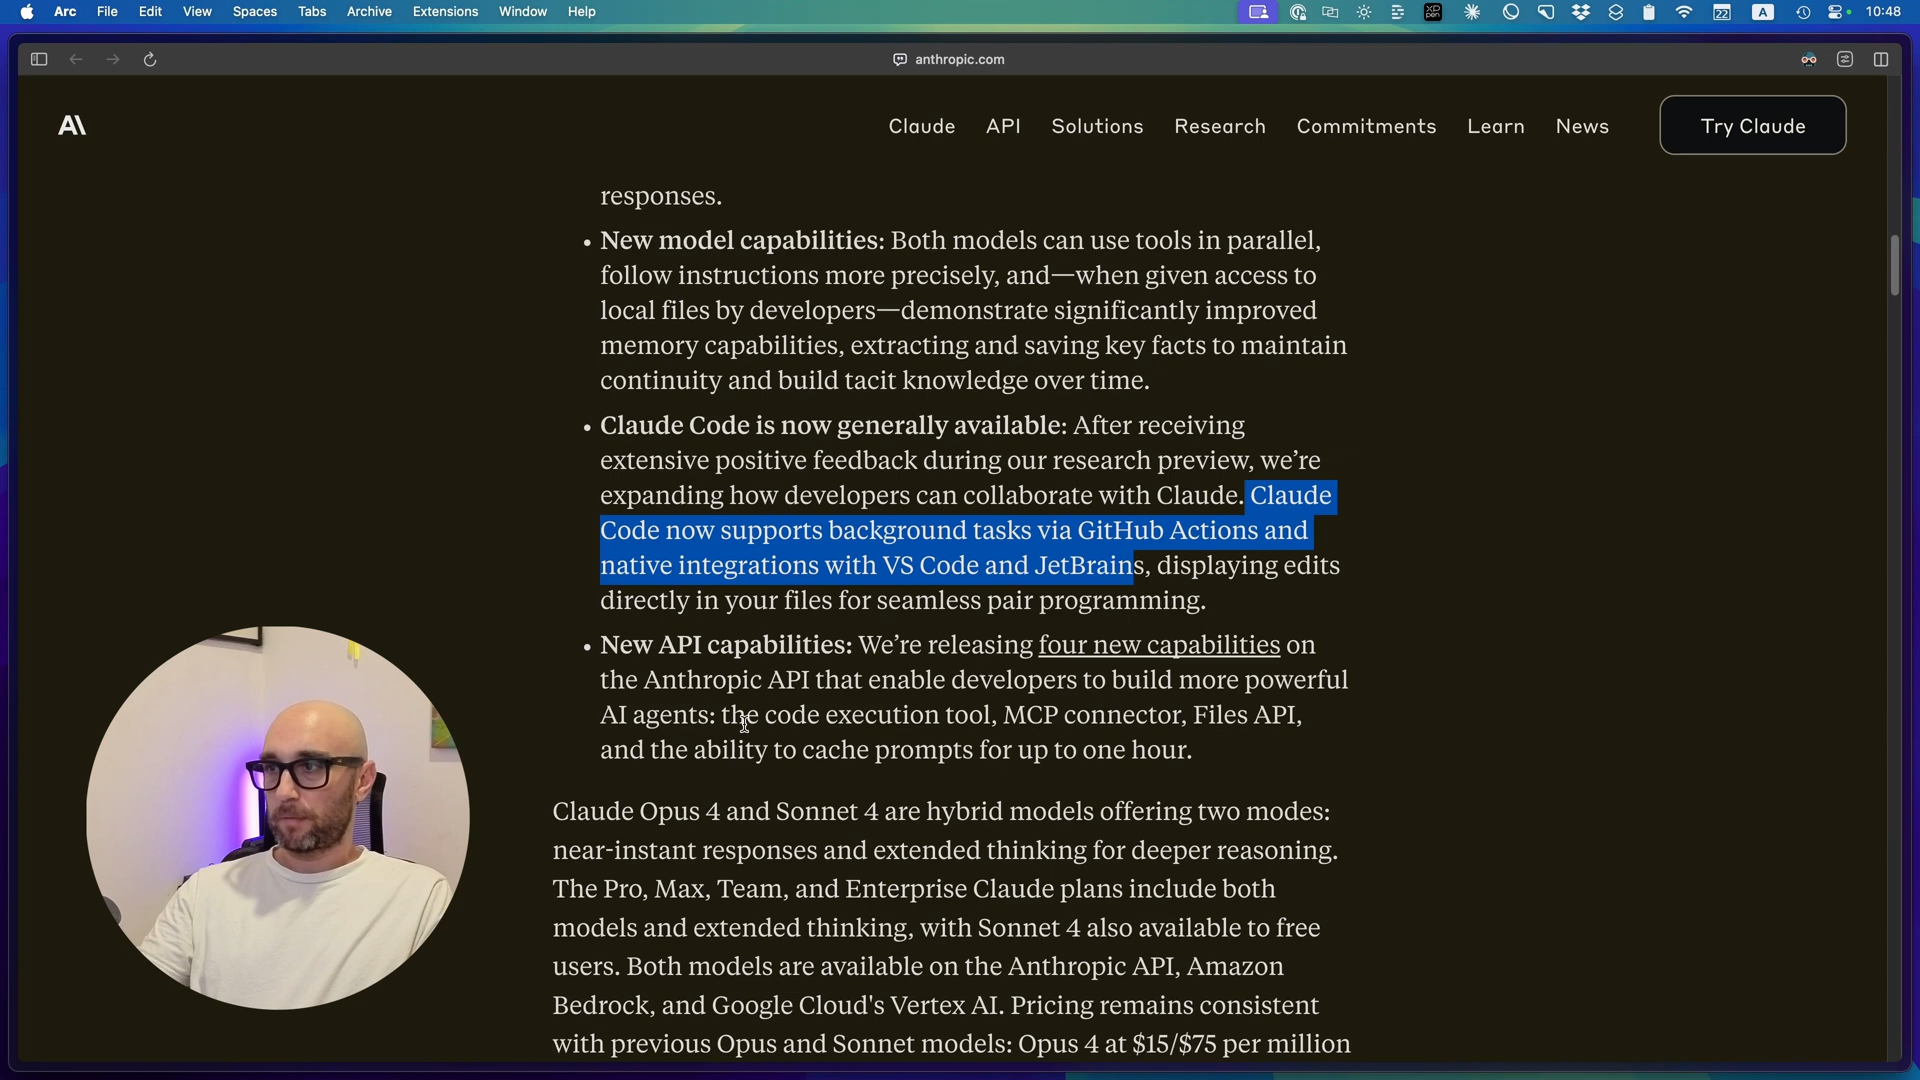 Arc File Edit View Spaces Tabs Archive Extensions Window Help
22 A 10:48
anthropic.com
A\ Claude API Solutions Research Commitments Learn News Try Claude
responses.
• New model capabilities: Both models can use tools in parallel,
follow instructions more precisely, and—when given access to
local files by developers—demonstrate significantly improved
memory capabilities, extracting and saving key facts to maintain
continuity and build tacit knowledge over time.
• Claude Code is now generally available: After receiving
extensive positive feedback during our research preview, we’re
expanding how developers can collaborate with Claude. Claude
Code now supports background tasks via GitHub Actions and
native integrations with VS Code and JetBrains, displaying edits
directly in your files for seamless pair programming.
• New API capabilities: We’re releasing four new capabilities on
the Anthropic API that enable developers to build more powerful
AI agents: the code execution tool, MCP connector, Files API,
and the ability to cache prompts for up to one hour.
Claude Opus 4 and Sonnet 4 are hybrid models offering two modes:
near-instant responses and extended thinking for deeper reasoning.
The Pro, Max, Team, and Enterprise Claude plans include both
models and extended thinking, with Sonnet 4 also available to free
users. Both models are available on the Anthropic API, Amazon
Bedrock, and Google Cloud's Vertex AI. Pricing remains consistent
with previous Opus and Sonnet models: Opus 4 at $15/$75 per million